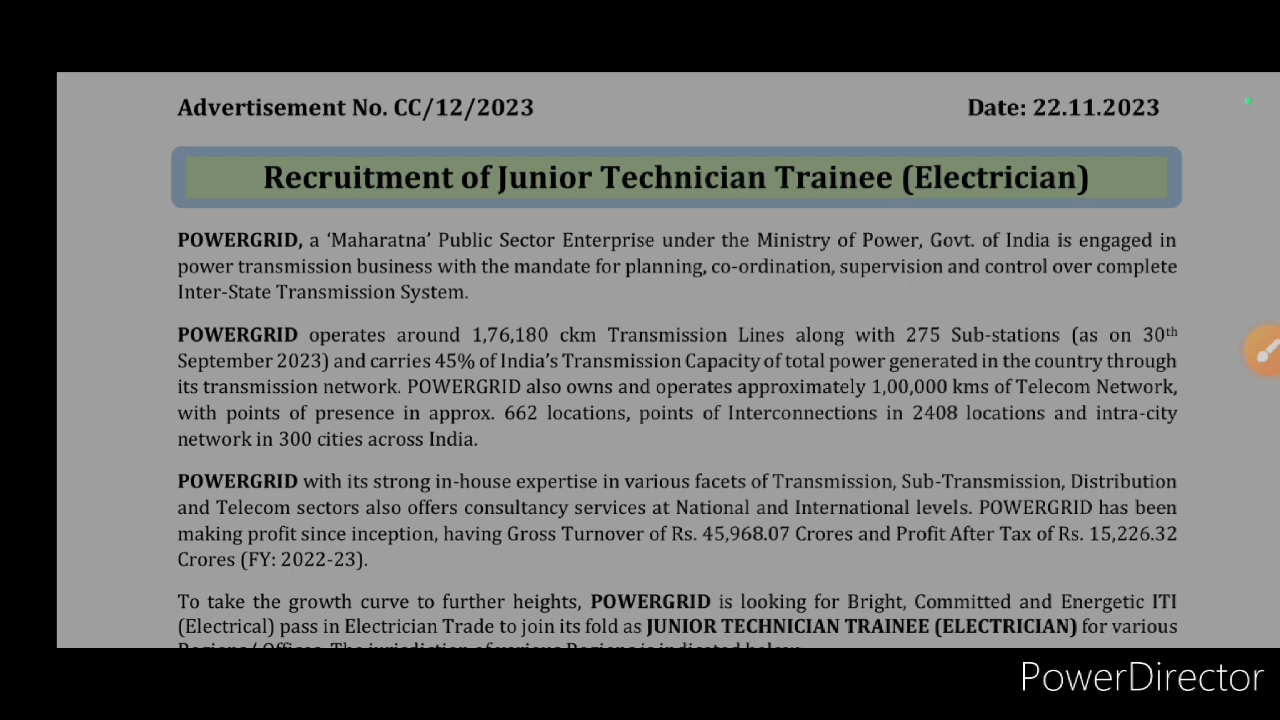 Advertisement No. CC/12/2023 Date: 22.11.2023
Recruitment of Junior Technician Trainee (Electrician)
POWERGRID, a ‘Maharatna’ Public Sector Enterprise under the Ministry of Power, Govt. of India is engaged in
power transmission business with the mandate for planning, co-ordination, supervision and control over complete
Inter-State Transmission System.
POWERGRID operates around 1,76,180 ckm Transmission Lines along with 275 Sub-stations (as on 30th
September 2023) and carries 45% of India’s Transmission Capacity of total power generated in the country through
its transmission network. POWERGRID also owns and operates approximately 1,00,000 kms of Telecom Network,
with points of presence in approx. 662 locations, points of Interconnections in 2408 locations and intra-city
network in 300 cities across India.
POWERGRID with its strong in-house expertise in various facets of Transmission, Sub-Transmission, Distribution
and Telecom sectors also offers consultancy services at National and International levels. POWERGRID has been
making profit since inception, having Gross Turnover of Rs. 45,968.07 Crores and Profit After Tax of Rs. 15,226.32
Crores (FY: 2022-23).
To take the growth curve to further heights, POWERGRID is looking for Bright, Committed and Energetic ITI
(Electrical) pass in Electrician Trade to join its fold as JUNIOR TECHNICIAN TRAINEE (ELECTRICIAN) for various
Regions/ Offices. The jurisdiction of various Regions is indicated below:
PowerDirector